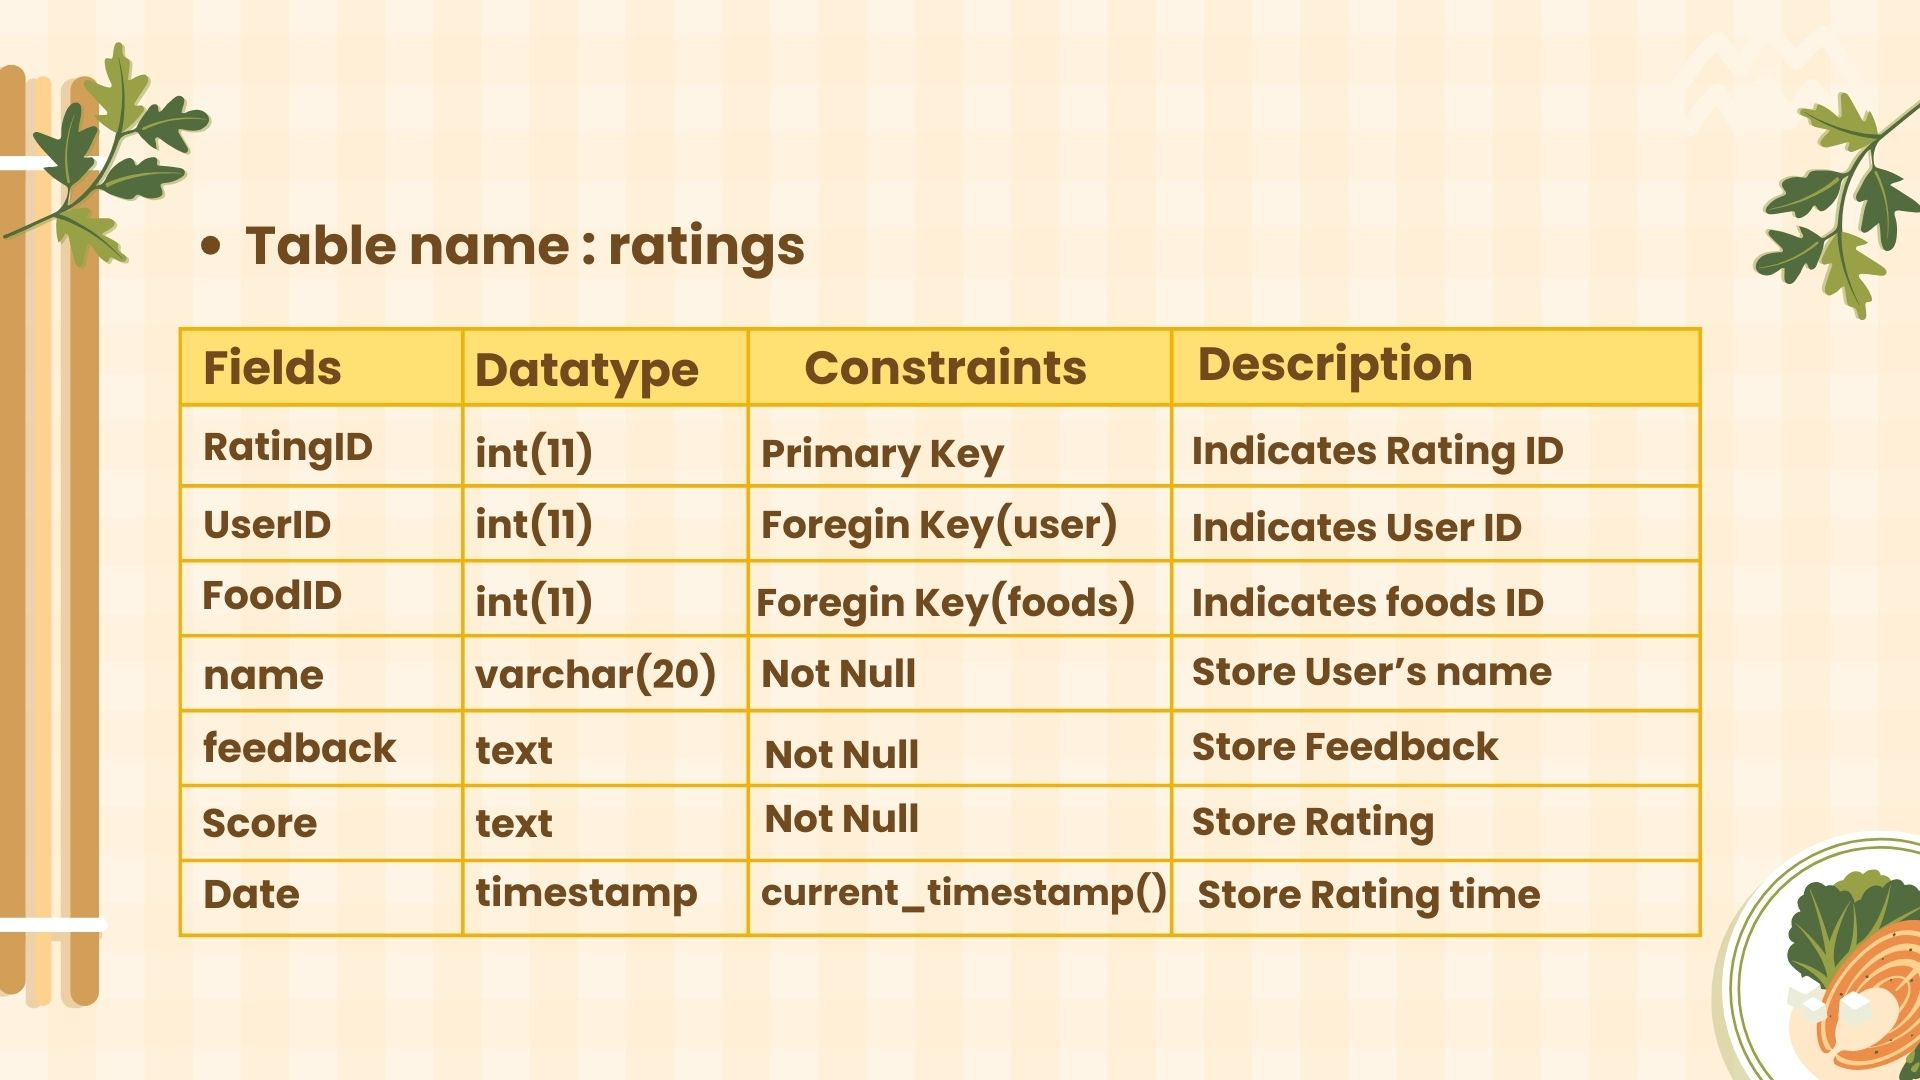 • Table name : ratings
Fields Datatype Constraints Description
RatingID int(11) Primary Key Indicates Rating ID
UserID int(11) Foregin Key(user) Indicates User ID
FoodID int(11) Foregin Key(foods) Indicates foods ID
name varchar(20) Not Null Store User’s name
feedback text Not Null Store Feedback
Score text Not Null Store Rating
Date timestamp current_timestamp() Store Rating time